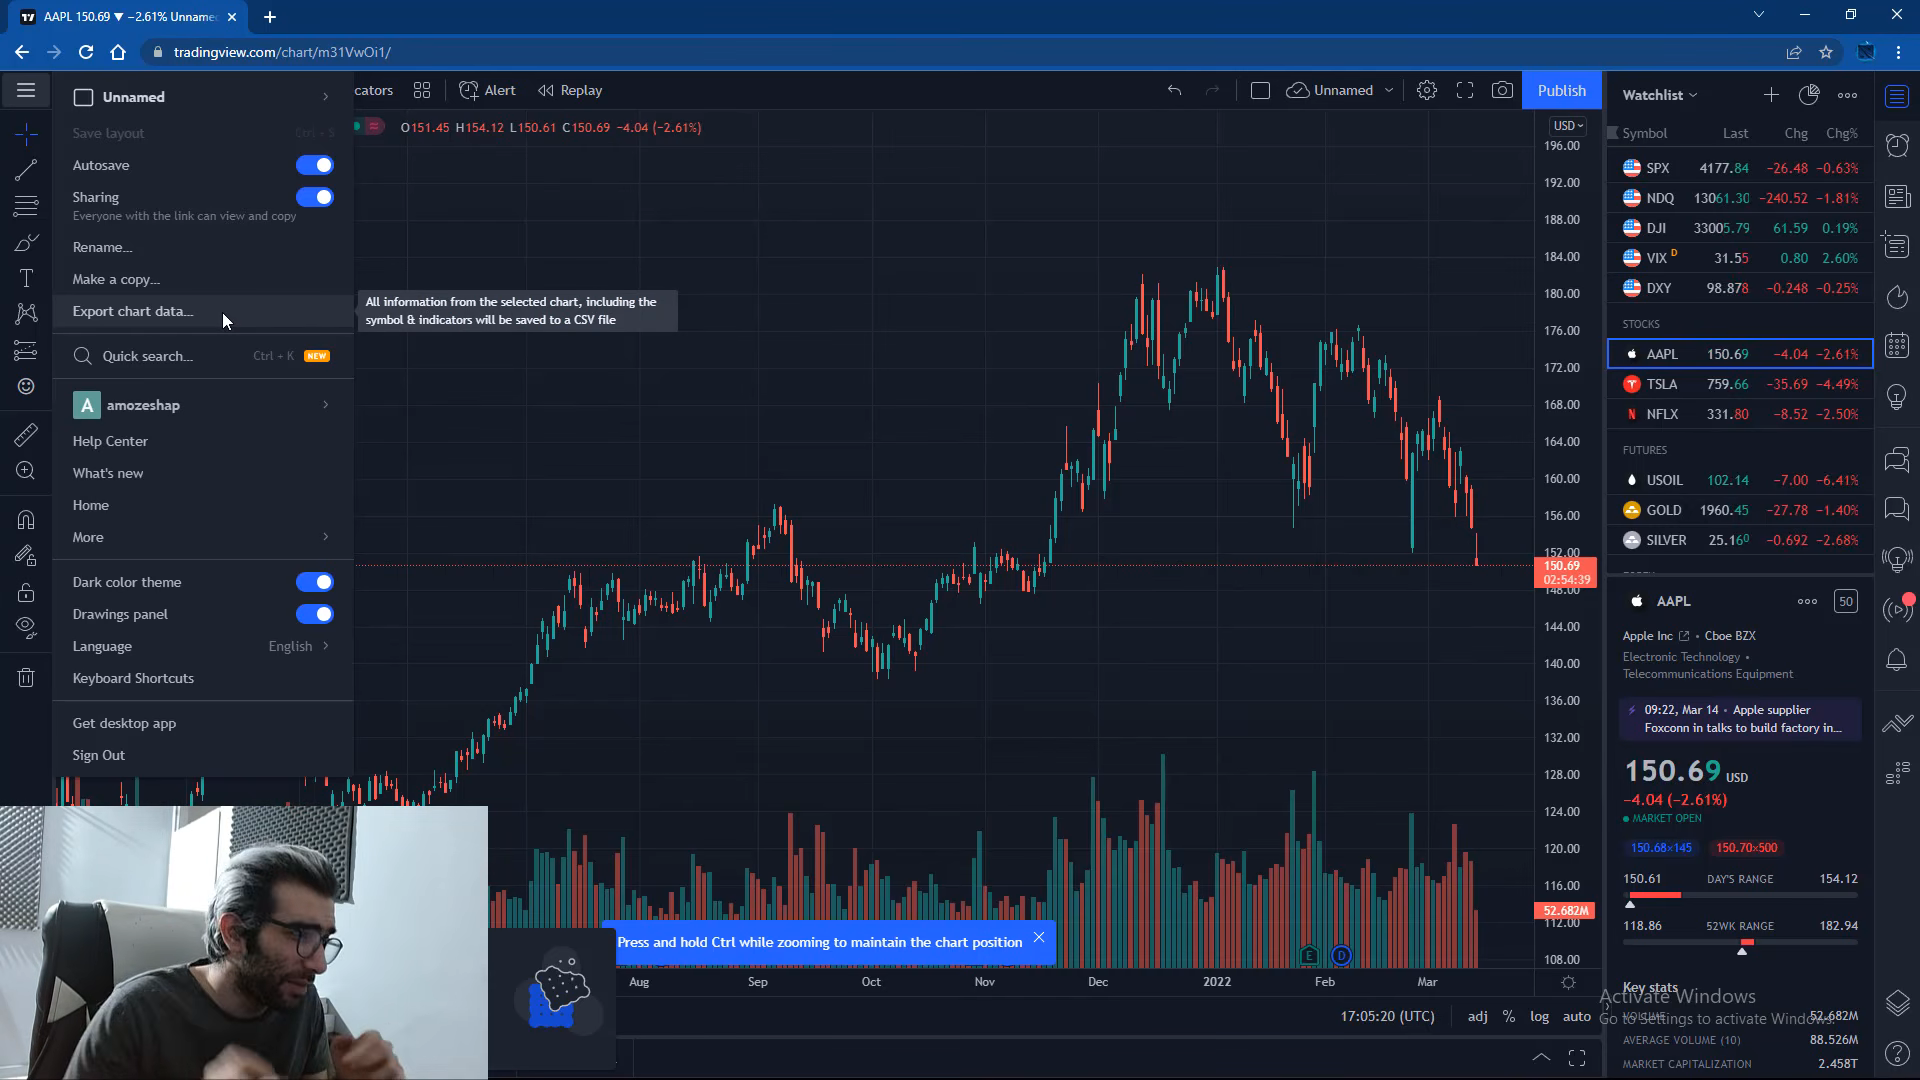 AAPL 150.69 ▼ −2.61% Unname
tradingview.com/chart/m31VwOi1/
Unnamed
Save layout Ctrl + S
Autosave
Sharing
Everyone with the link can view and copy
Rename...
Make a copy...
Export chart data...
All information from the selected chart, including the
symbol & indicators will be saved to a CSV file
Quick search... Ctrl + K NEW
A amozeshap
Help Center
What's new
Home
More
Dark color theme
Drawings panel
Language English
Keyboard Shortcuts
Get desktop app
Sign Out
cators
Alert
Replay
Unnamed
Publish
O151.45 H154.12 L150.61 C150.69 −4.04 (−2.61%)
USD
196.00
192.00
188.00
184.00
180.00
176.00
172.00
168.00
164.00
160.00
156.00
152.00
150.69
02:54:39
148.00
144.00
140.00
136.00
132.00
128.00
124.00
120.00
116.00
52.682M
112.00
108.00
E D
Press and hold Ctrl while zooming to maintain the chart position
Aug Sep Oct Nov Dec 2022 Feb Mar
17:05:20 (UTC) adj % log auto
Watchlist
Symbol Last Chg Chg%
SPX 4177.84 −26.48 −0.63%
NDQ 13061.30 −240.52 −1.81%
DJI 33005.79 61.59 0.19%
VIX D 31.55 0.80 2.60%
DXY 98.878 −0.248 −0.25%
STOCKS
AAPL 150.69 −4.04 −2.61%
TSLA 759.66 −35.69 −4.49%
NFLX 331.80 −8.52 −2.50%
FUTURES
USOIL 102.14 −7.00 −6.41%
GOLD 1960.45 −27.78 −1.40%
SILVER 25.160 −0.692 −2.68%
AAPL 50
Apple Inc • Cboe BZX
Electronic Technology •
Telecommunications Equipment
09:22, Mar 14 • Apple supplier
Foxconn in talks to build factory in...
150.69 USD
−4.04 (−2.61%)
MARKET OPEN
150.68×145 150.70×500
150.61 DAY'S RANGE 154.12
118.86 52WK RANGE 182.94
Key stats
Activate Windows
Go to Settings to activate Windows.
VOLUME 52.682M
AVERAGE VOLUME (10) 88.526M
MARKET CAPITALIZATION 2.458T